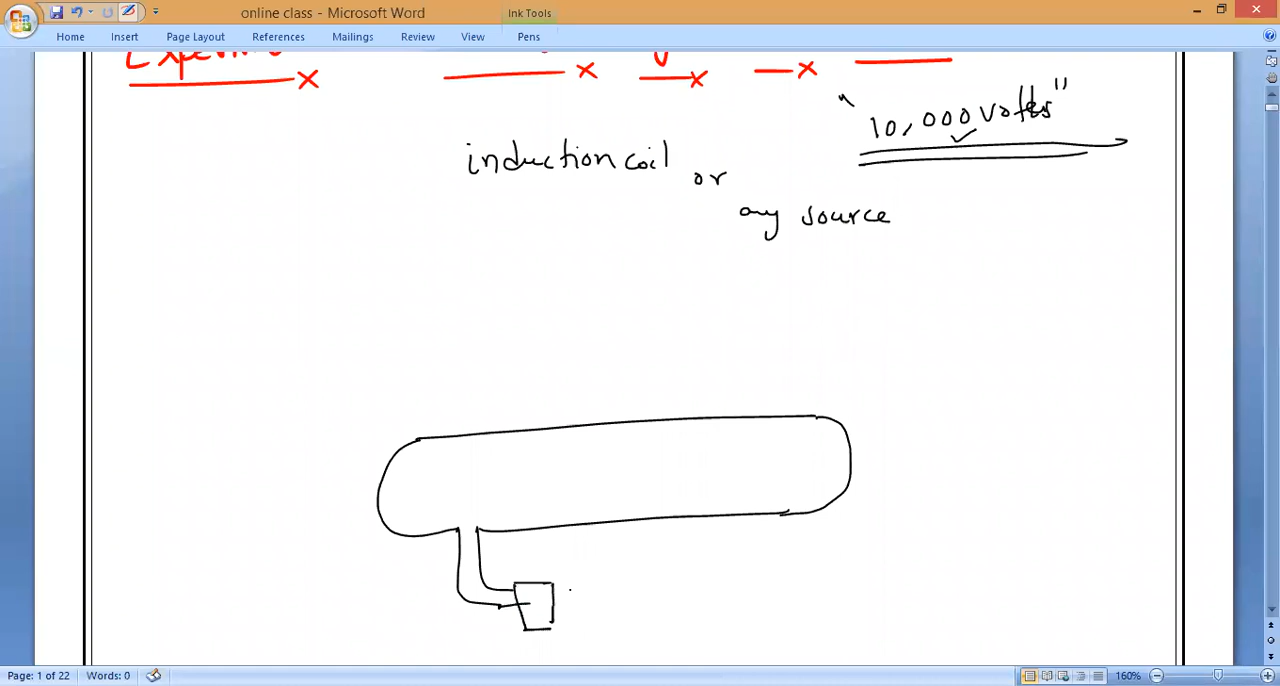 online class - Microsoft Word
Ink Tools
Home
Insert
Page Layout
References
Mailings
Review
View
Pens
"10,000 volts"
induction coil
or
any source
Page: 1 of 22
Words: 0
160%